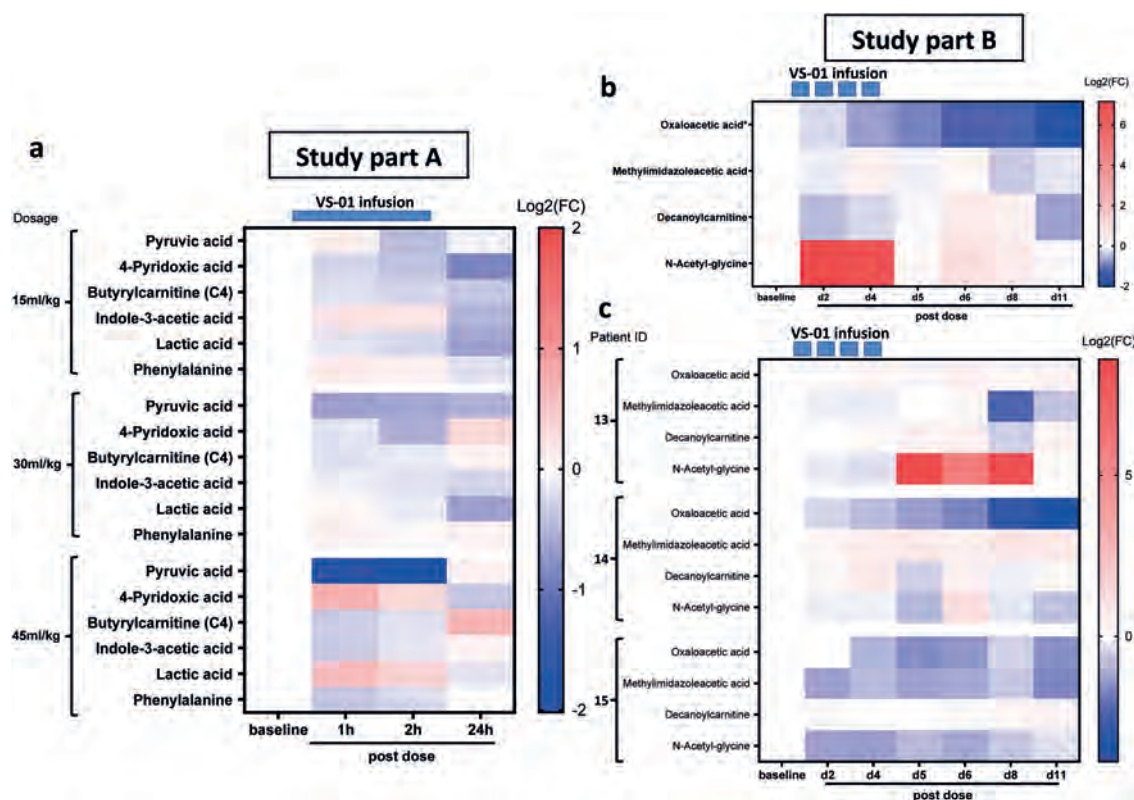 Study part A
Study part B
a
VS-01 infusion
Log2(FC)
Dosage
15ml/kg
Pyruvic acid
4-Pyridoxic acid
Butyrylcarnitine (C4)
Indole-3-acetic acid
Lactic acid
Phenylalanine
30ml/kg
Pyruvic acid
4-Pyridoxic acid
Butyrylcarnitine (C4)
Indole-3-acetic acid
Lactic acid
Phenylalanine
45ml/kg
Pyruvic acid
4-Pyridoxic acid
Butyrylcarnitine (C4)
Indole-3-acetic acid
Lactic acid
Phenylalanine
baseline 1h 2h 24h
post dose
2
1
0
-1
-2
b
VS-01 infusion
Log2(FC)
Oxaloacetic acid*
Methylimidazoleacetic acid
Decanoylcarnitine
N-Acetyl-glycine
baseline d2 d4 d5 d6 d8 d11
post dose
6
4
2
0
-2
c
Patient ID
VS-01 infusion
Log2(FC)
13
Oxaloacetic acid
Methylimidazoleacetic acid
Decanoylcarnitine
N-Acetyl-glycine
14
Oxaloacetic acid
Methylimidazoleacetic acid
Decanoylcarnitine
N-Acetyl-glycine
15
Oxaloacetic acid
Methylimidazoleacetic acid
Decanoylcarnitine
N-Acetyl-glycine
baseline d2 d4 d5 d6 d8 d11
post dose
5
0